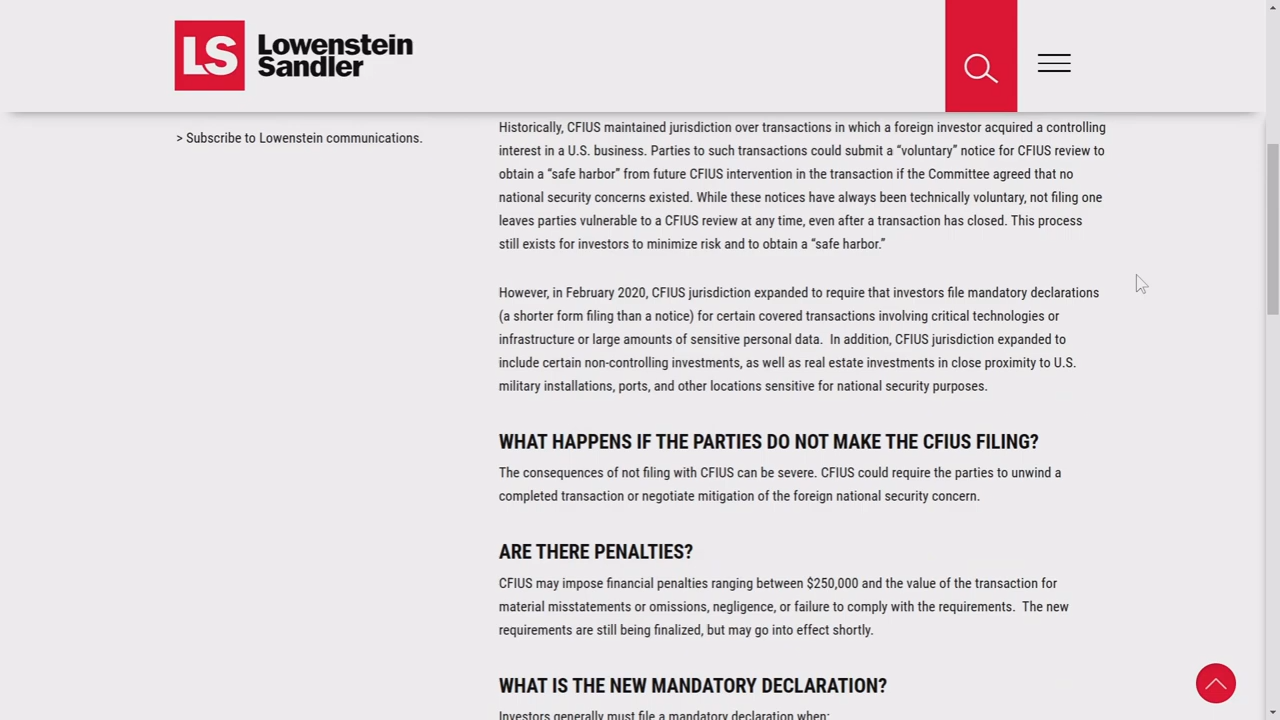 LS Lowenstein
Sandler
> Subscribe to Lowenstein communications.
Historically, CFIUS maintained jurisdiction over transactions in which a foreign investor acquired a controlling
interest in a U.S. business. Parties to such transactions could submit a “voluntary” notice for CFIUS review to
obtain a “safe harbor” from future CFIUS intervention in the transaction if the Committee agreed that no
national security concerns existed. While these notices have always been technically voluntary, not filing one
leaves parties vulnerable to a CFIUS review at any time, even after a transaction has closed. This process
still exists for investors to minimize risk and to obtain a “safe harbor.”
However, in February 2020, CFIUS jurisdiction expanded to require that investors file mandatory declarations
(a shorter form filing than a notice) for certain covered transactions involving critical technologies or
infrastructure or large amounts of sensitive personal data.  In addition, CFIUS jurisdiction expanded to
include certain non-controlling investments, as well as real estate investments in close proximity to U.S.
military installations, ports, and other locations sensitive for national security purposes.
WHAT HAPPENS IF THE PARTIES DO NOT MAKE THE CFIUS FILING?
The consequences of not filing with CFIUS can be severe. CFIUS could require the parties to unwind a
completed transaction or negotiate mitigation of the foreign national security concern.
ARE THERE PENALTIES?
CFIUS may impose financial penalties ranging between $250,000 and the value of the transaction for
material misstatements or omissions, negligence, or failure to comply with the requirements.  The new
requirements are still being finalized, but may go into effect shortly.
WHAT IS THE NEW MANDATORY DECLARATION?
Investors generally must file a mandatory declaration when: